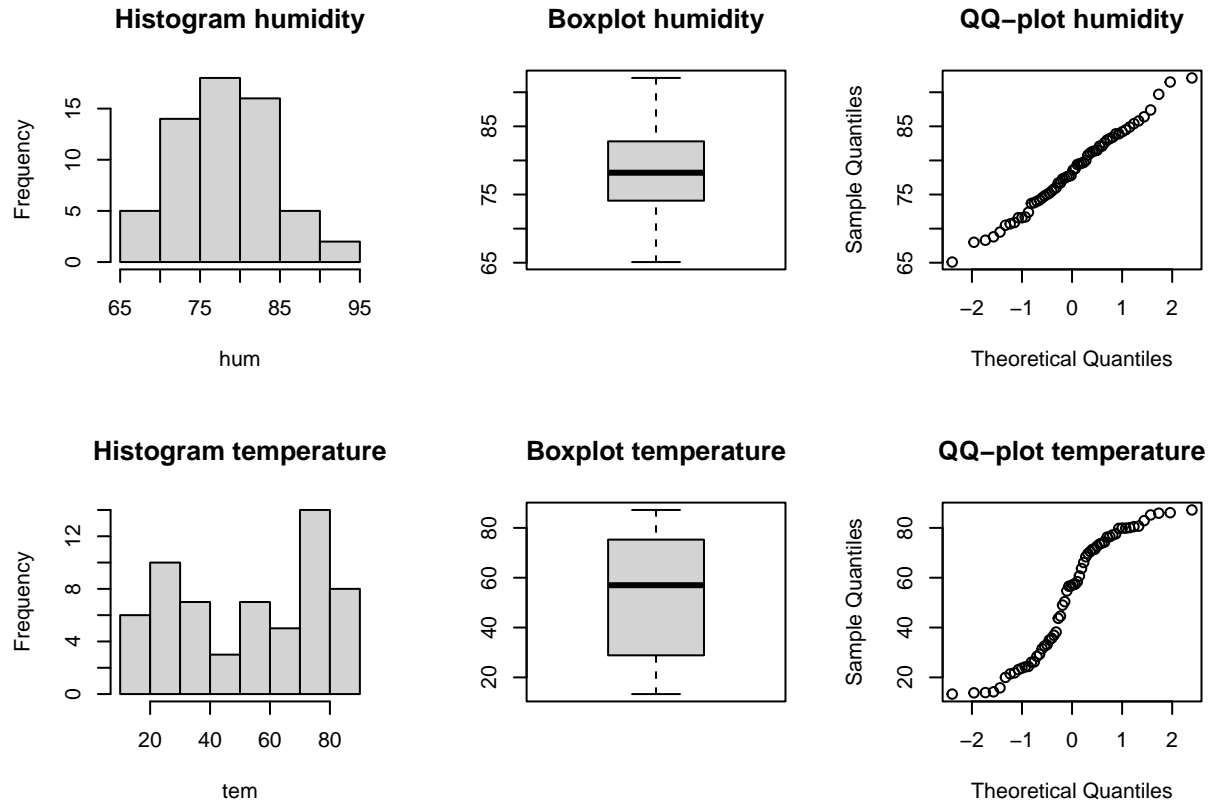 Histogram humidity
Frequency
0 5 10 15
65 75 85 95
hum
Boxplot humidity
65 75 85
QQ−plot humidity
Sample Quantiles
65 75 85
−2 −1 0 1 2
Theoretical Quantiles
Histogram temperature
Frequency
0 4 8 12
20 40 60 80
tem
Boxplot temperature
20 40 60 80
QQ−plot temperature
Sample Quantiles
20 40 60 80
−2 −1 0 1 2
Theoretical Quantiles